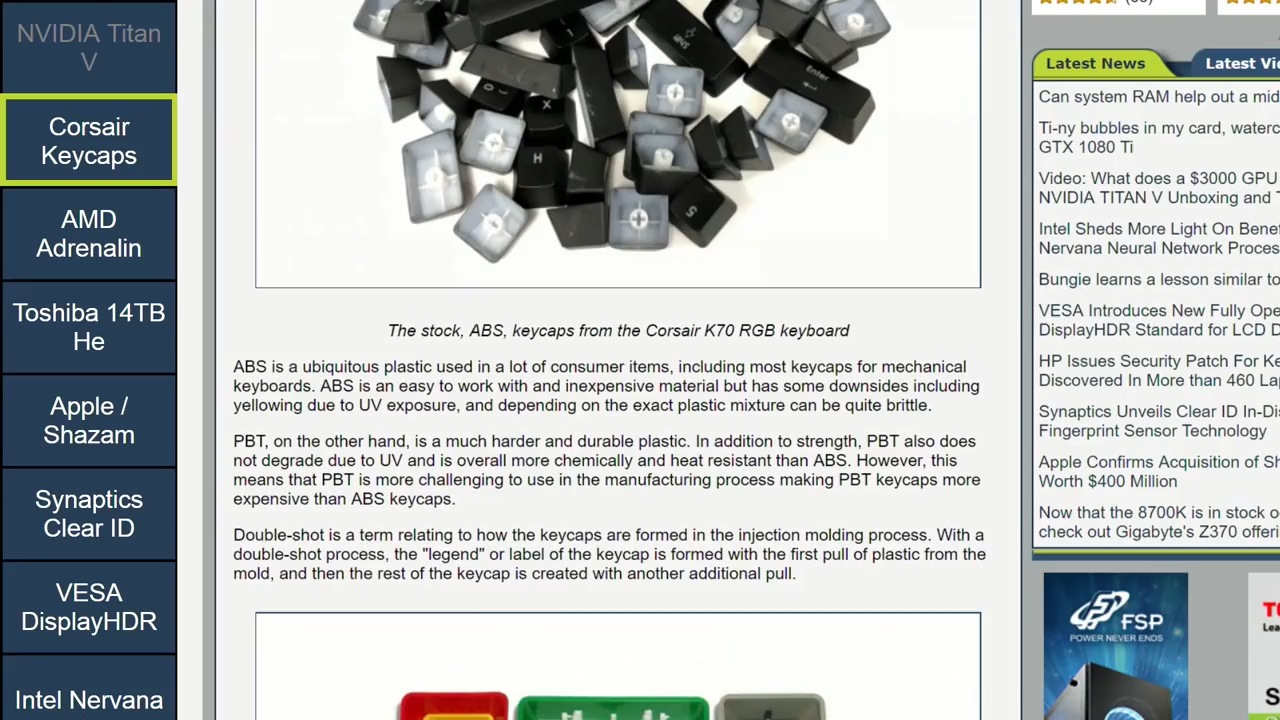 NVIDIA Titan
V
Corsair
Keycaps
AMD
Adrenalin
Toshiba 14TB
He
Apple /
Shazam
Synaptics
Clear ID
VESA
DisplayHDR
Intel Nervana
Enter
X
H
5
The stock, ABS, keycaps from the Corsair K70 RGB keyboard
ABS is a ubiquitous plastic used in a lot of consumer items, including most keycaps for mechanical
keyboards. ABS is an easy to work with and inexpensive material but has some downsides including
yellowing due to UV exposure, and depending on the exact plastic mixture can be quite brittle.
PBT, on the other hand, is a much harder and durable plastic. In addition to strength, PBT also does
not degrade due to UV and is overall more chemically and heat resistant than ABS. However, this
means that PBT is more challenging to use in the manufacturing process making PBT keycaps more
expensive than ABS keycaps.
Double-shot is a term relating to how the keycaps are formed in the injection molding process. With a
double-shot process, the "legend" or label of the keycap is formed with the first pull of plastic from the
mold, and then the rest of the keycap is created with another additional pull.
Latest News
Latest Vi
Can system RAM help out a mid
Ti-ny bubbles in my card, waterc
GTX 1080 Ti
Video: What does a $3000 GPU
NVIDIA TITAN V Unboxing and T
Intel Sheds More Light On Benef
Nervana Neural Network Proces
Bungie learns a lesson similar to
VESA Introduces New Fully Ope
DisplayHDR Standard for LCD D
HP Issues Security Patch For Ke
Discovered In More than 460 Lap
Synaptics Unveils Clear ID In-Dis
Fingerprint Sensor Technology
Apple Confirms Acquisition of Sh
Worth $400 Million
Now that the 8700K is in stock o
check out Gigabyte's Z370 offerin
FSP
POWER NEVER ENDS
TO
Lea
S